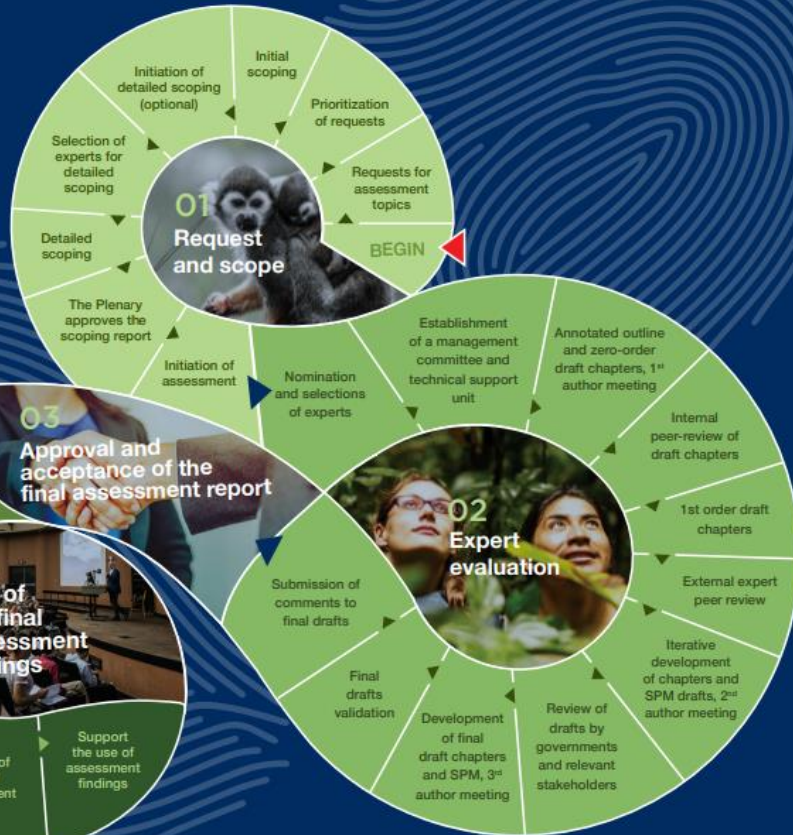 01
Request
and scope
BEGIN
Requests for
assessment
topics
Prioritization
of requests
Initial
scoping
Initiation of
detailed scoping
(optional)
Selection of
experts for
detailed
scoping
Detailed
scoping
The Plenary
approves the
scoping report
Initiation of
assessment
02
Expert
evaluation
Nomination
and selections
of experts
Establishment
of a management
committee and
technical support
unit
Annotated outline
and zero-order
draft chapters, 1st
author meeting
Internal
peer-review of
draft chapters
1st order draft
chapters
External expert
peer review
Iterative
development
of chapters and
SPM drafts, 2nd
author meeting
Review of
drafts by
governments
and relevant
stakeholders
Development
of final
draft chapters
and SPM, 3rd
author meeting
Final
drafts
validation
Submission of
comments to
final drafts
03
Approval and
acceptance of the
final assessment report
of
final
Support
the use of
assessment
findings
of